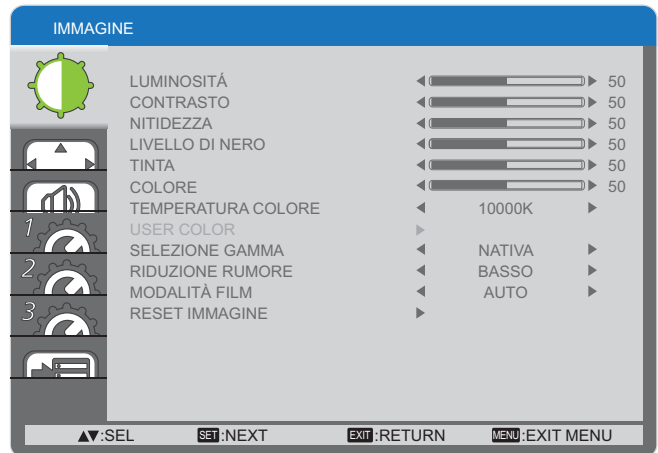 IMMAGINE
LUMINOSITÁ 50
CONTRASTO 50
NITIDEZZA 50
LIVELLO DI NERO 50
TINTA 50
COLORE 50
TEMPERATURA COLORE 10000K
USER COLOR
SELEZIONE GAMMA NATIVA
RIDUZIONE RUMORE BASSO
MODALITÀ FILM AUTO
RESET IMMAGINE
1
2
3
:SEL SET :NEXT EXIT :RETURN MENU :EXIT MENU